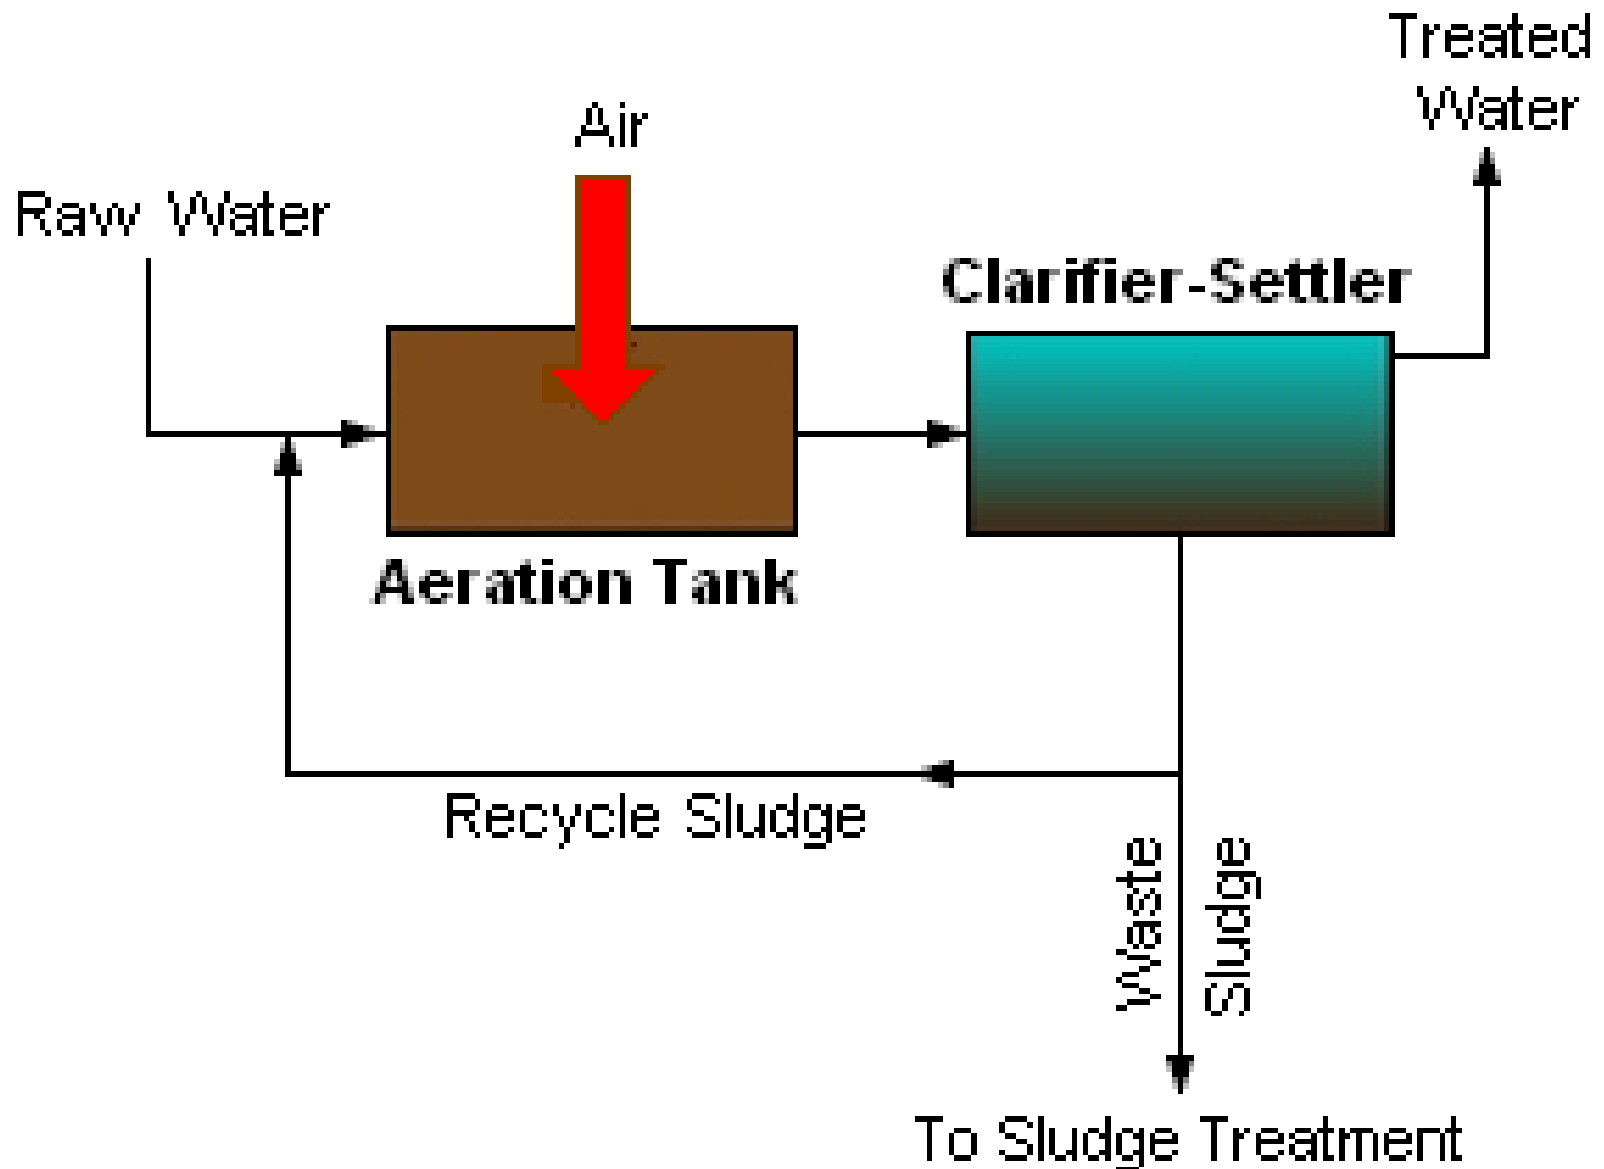 Treated
Water
Air
Raw Water
Clarifier-Settler
Aeration Tank
Recycle Sludge
Waste
Sludge
To Sludge Treatment